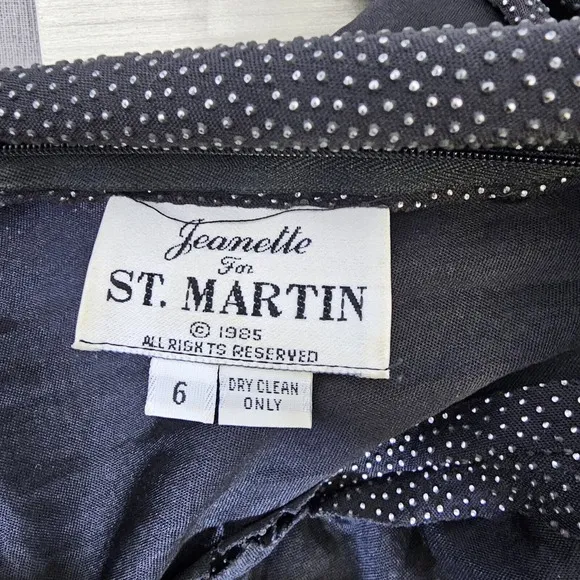 Jeanette
For
ST. MARTIN
© 1985
ALL RIGHTS RESERVED
6
DRY CLEAN
ONLY